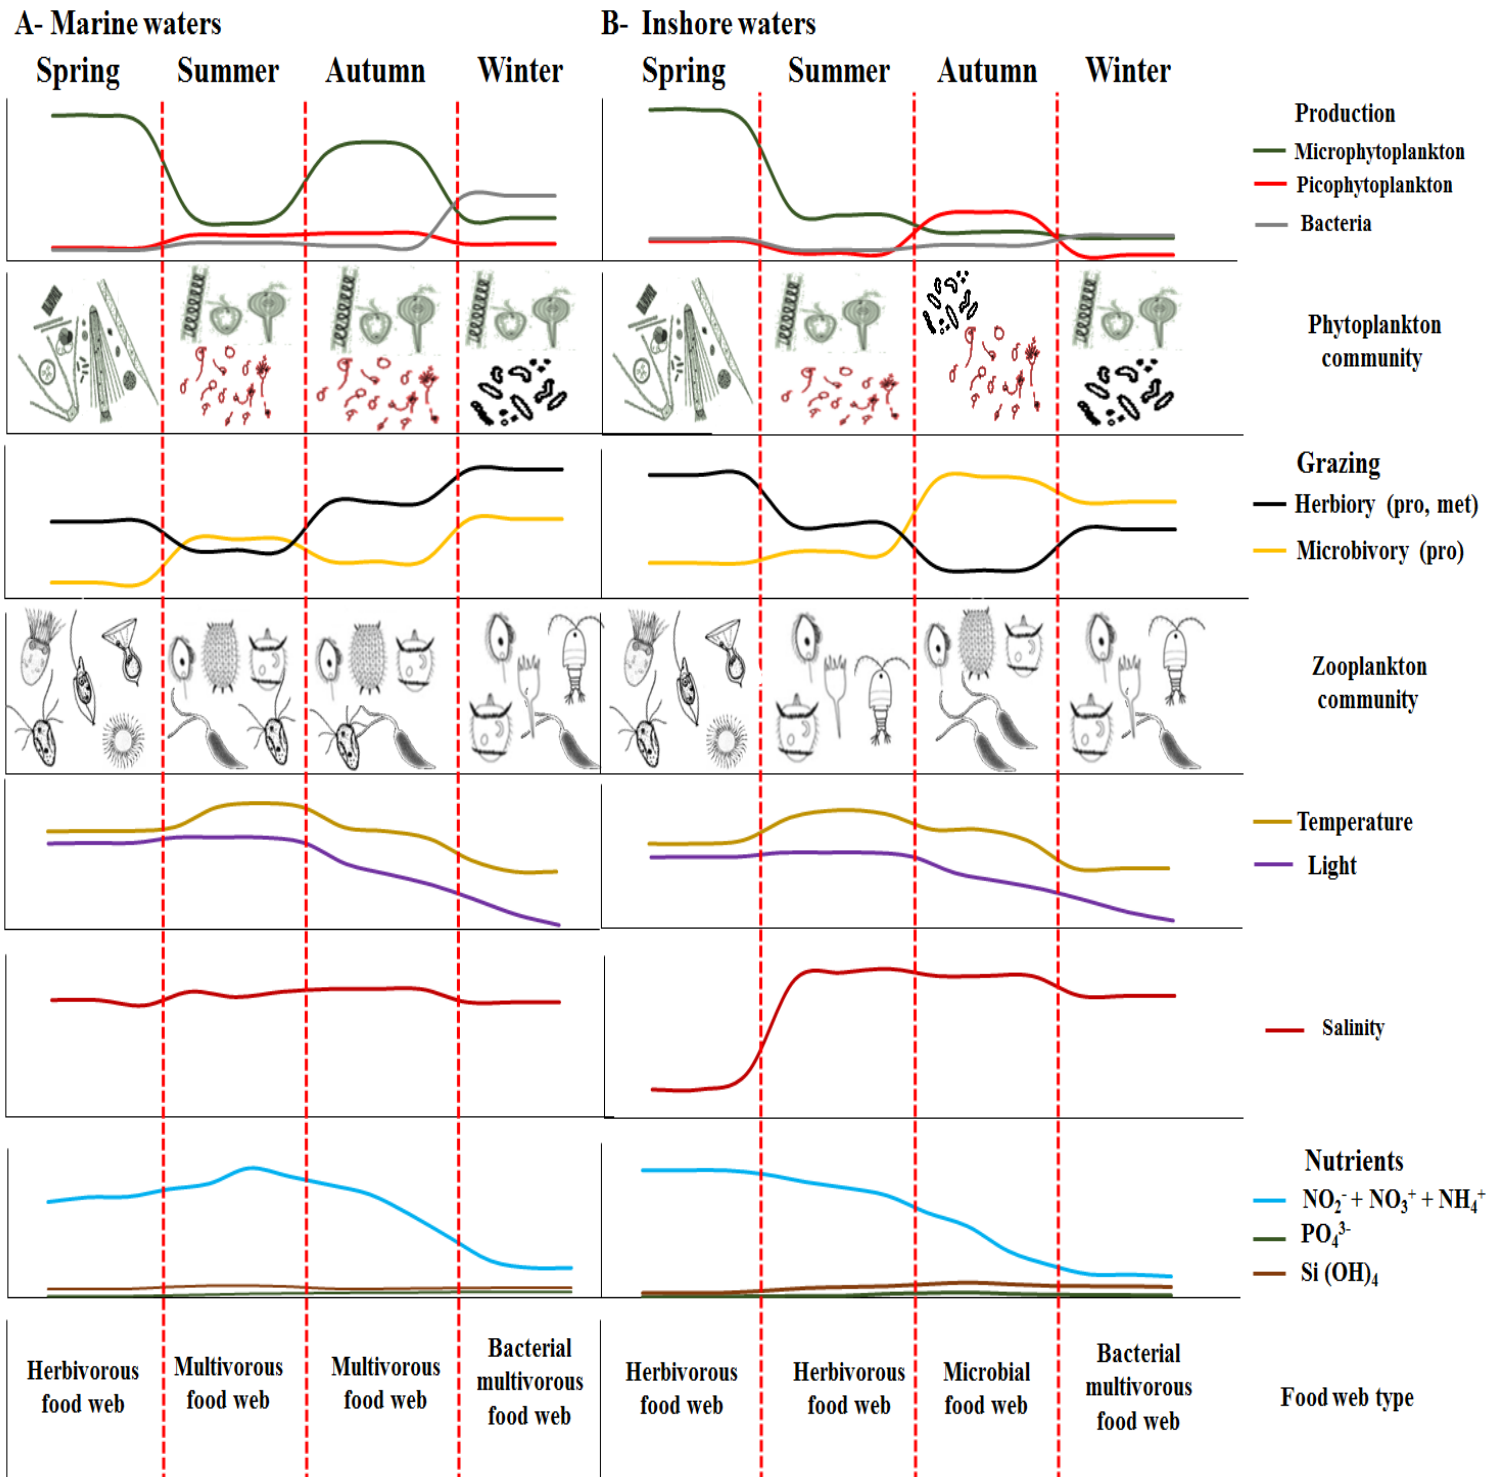 A- Marine waters
B- Inshore waters
Spring Summer Autumn Winter
Spring Summer Autumn Winter
Production
Microphytoplankton
Picophytoplankton
Bacteria
Phytoplankton
community
Grazing
Herbiory (pro, met)
Microbivory (pro)
Zooplankton
community
Temperature
Light
Salinity
Nutrients
NO₂⁻ + NO₃⁺ + NH₄⁺
PO₄³⁻
Si (OH)₄
Herbivorous
food web
Multivorous
food web
Multivorous
food web
Bacterial
multivorous
food web
Herbivorous
food web
Herbivorous
food web
Microbial
food web
Bacterial
multivorous
food web
Food web type